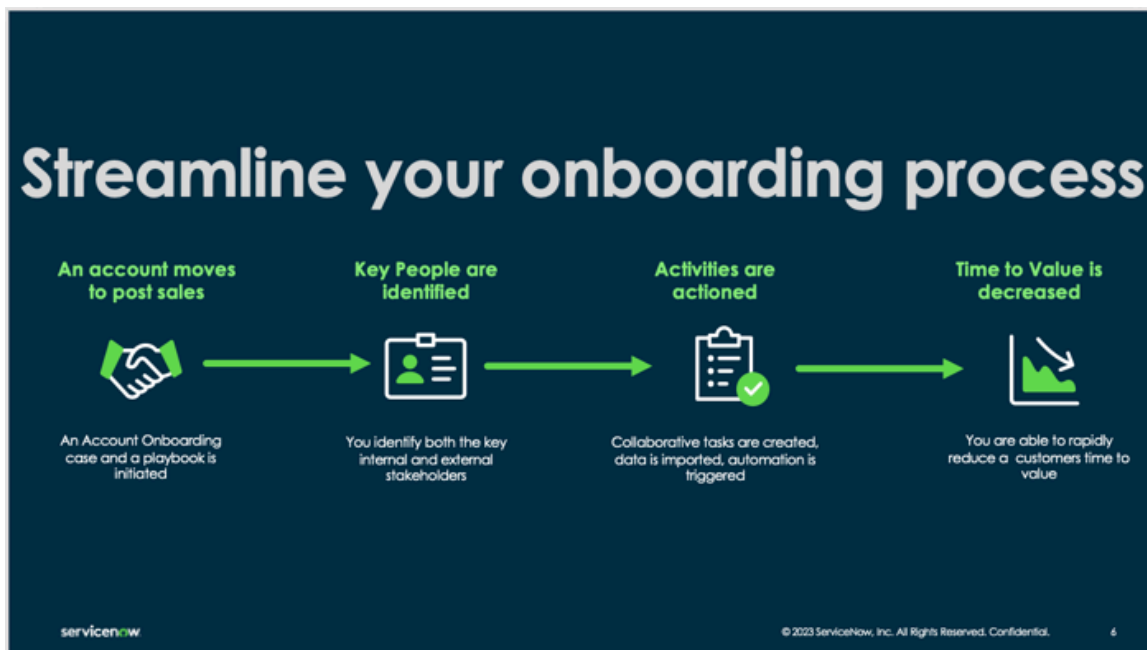 Streamline your onboarding process
An account moves
to post sales
An Account Onboarding
case and a playbook is
initiated
Key People are
identified
You identify both the key
internal and external
stakeholders
Activities are
actioned
Collaborative tasks are created,
data is imported, automation is
triggered
Time to Value is
decreased
You are able to rapidly
reduce a customers time to
value
servicenow.
© 2023 ServiceNow, Inc. All Rights Reserved. Confidential.
6